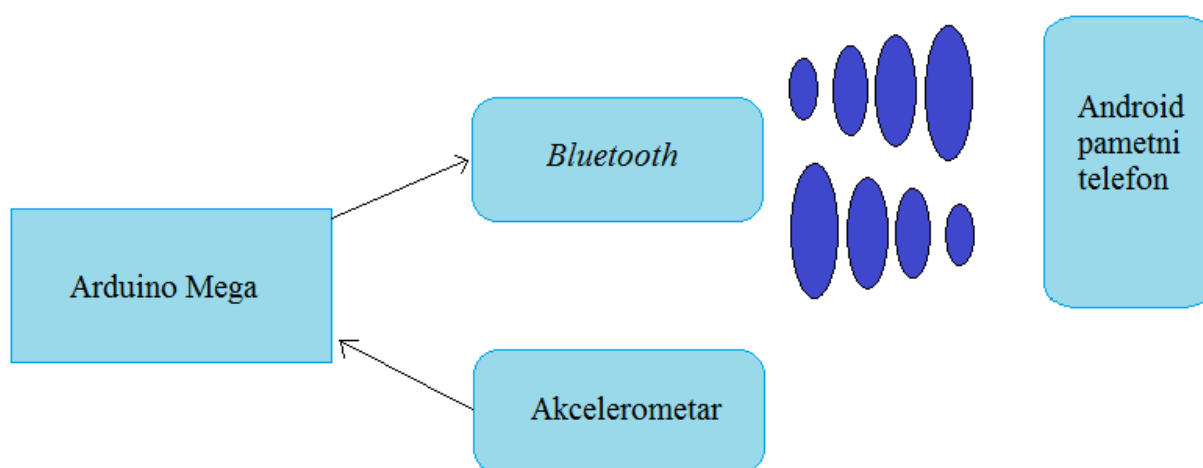 Bluetooth
Android
pametni
telefon
Arduino Mega
Akcelerometar